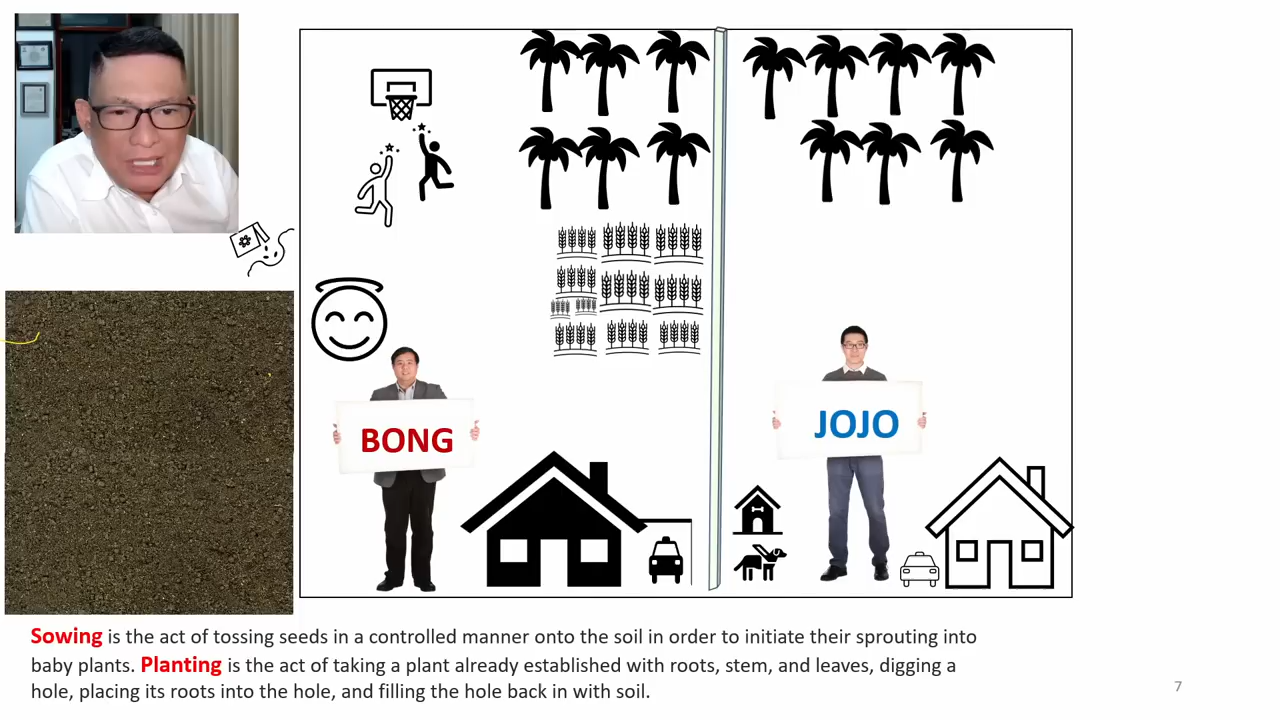 BONG
JOJO
Sowing is the act of tossing seeds in a controlled manner onto the soil in order to initiate their sprouting into
baby plants. Planting is the act of taking a plant already established with roots, stem, and leaves, digging a
hole, placing its roots into the hole, and filling the hole back in with soil.
7